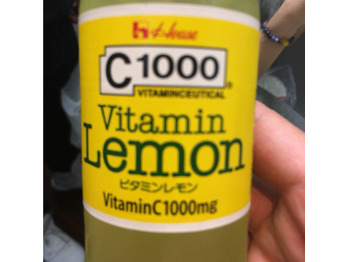 House
C1000®
VITAMINCEUTICAL
Vitamin
Lemon
ビタミンレモン
VitaminC1000mg